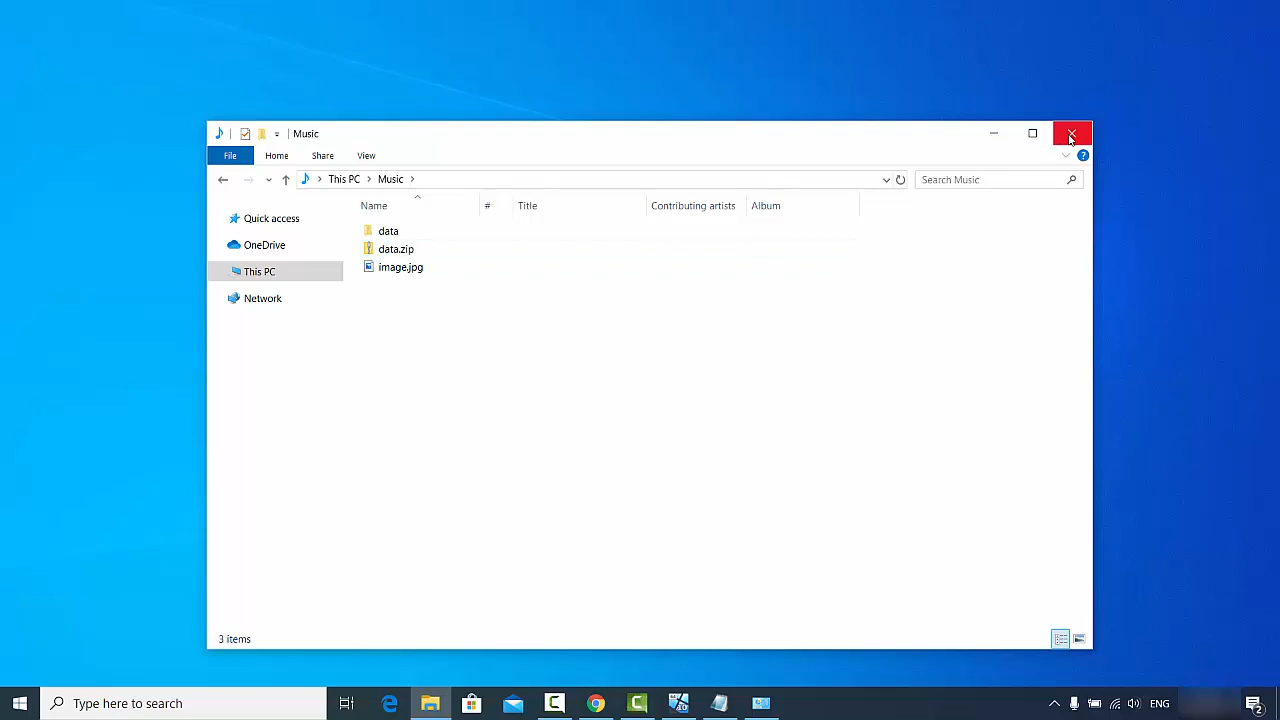 Music
File Home Share View
This PC Music
Search Music
Name # Title Contributing artists Album
Quick access
OneDrive
This PC
Network
data
data.zip
image.jpg
3 items
Type here to search
ENG
2